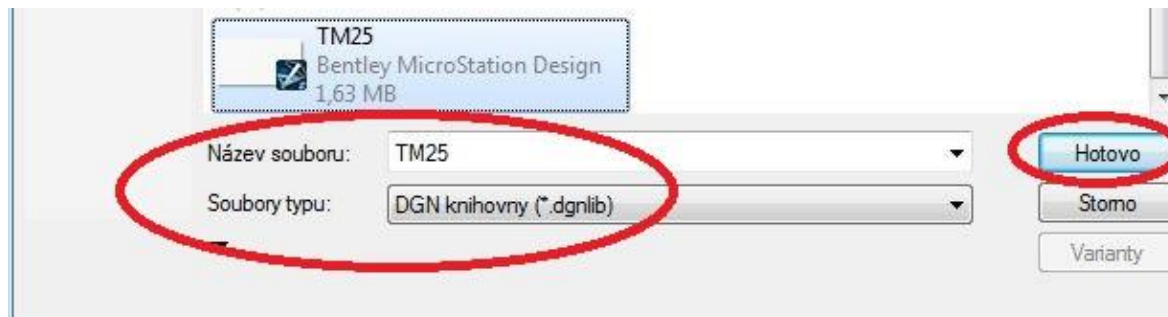 TM25
Bentley MicroStation Design
1,63 MB
Název souboru: TM25 Hotovo
Soubory typu: DGN knihovny (*.dgnlib) Storno
Varianty